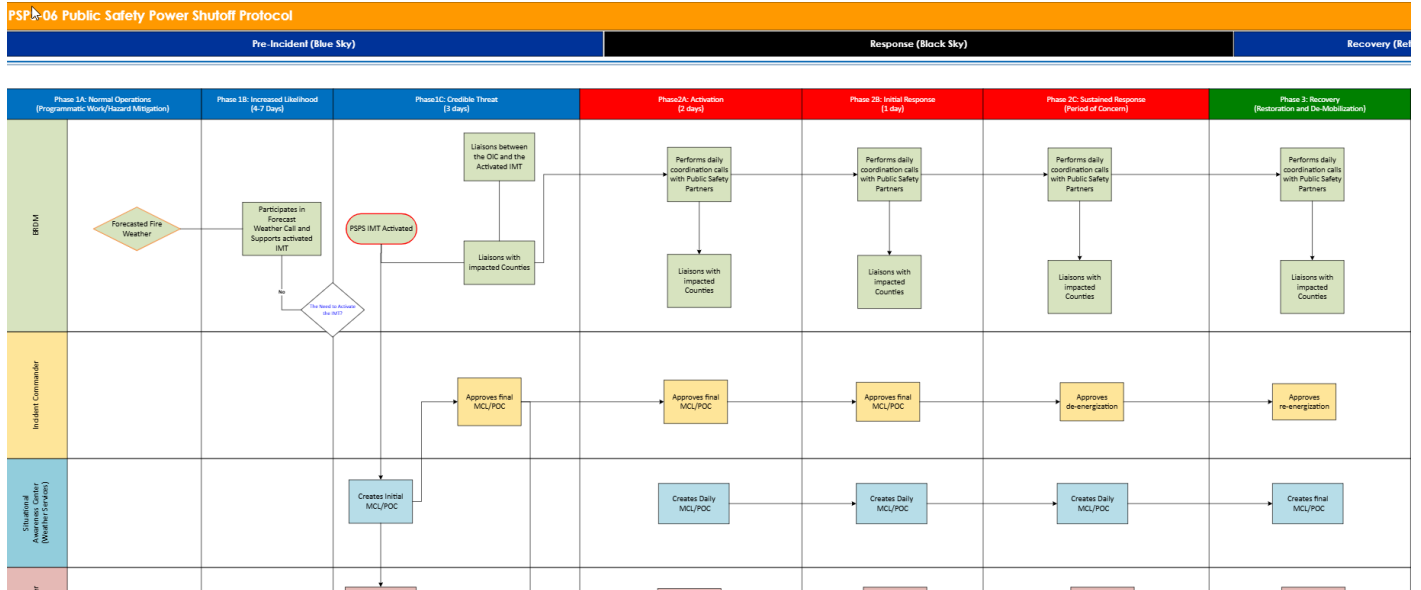 PSPS-06 Public Safety Power Shutoff Protocol
Pre-Incident (Blue Sky)
Response (Black Sky)
Recovery (Ret
Phase 1A: Normal Operations
(Programmatic Work/Hazard Mitigation)
Phase 1B: Increased Likelihood
(4-7 Days)
Phase1C: Credible Threat
(3 days)
Phase2A: Activation
(2 days)
Phase 2B: Initial Response
(1 day)
Phase 2C: Sustained Response
(Period of Concern)
Phase 3: Recovery
(Restoration and De-Mobilization)
BRDM
Forecasted Fire
Weather
Participates in
Forecast
Weather Call and
Supports activated
IMT
No
The Need to Activate
the IMT?
PSPS IMT Activated
Liaisons between
the OIC and the
Activated IMT
Liaisons with
impacted Counties
Performs daily
coordination calls
with Public Safety
Partners
Liaisons with
impacted
Counties
Performs daily
coordination calls
with Public Safety
Partners
Liaisons with
impacted
Counties
Performs daily
coordination calls
with Public Safety
Partners
Liaisons with
impacted
Counties
Performs daily
coordination calls
with Public Safety
Partners
Liaisons with
impacted
Counties
Incident Commander
Approves final
MCL/POC
Approves final
MCL/POC
Approves final
MCL/POC
Approves
de-energization
Approves
re-energization
Situational
Awareness Center
(Weather Services)
Creates Initial
MCL/POC
Creates Daily
MCL/POC
Creates Daily
MCL/POC
Creates Daily
MCL/POC
Creates final
MCL/POC